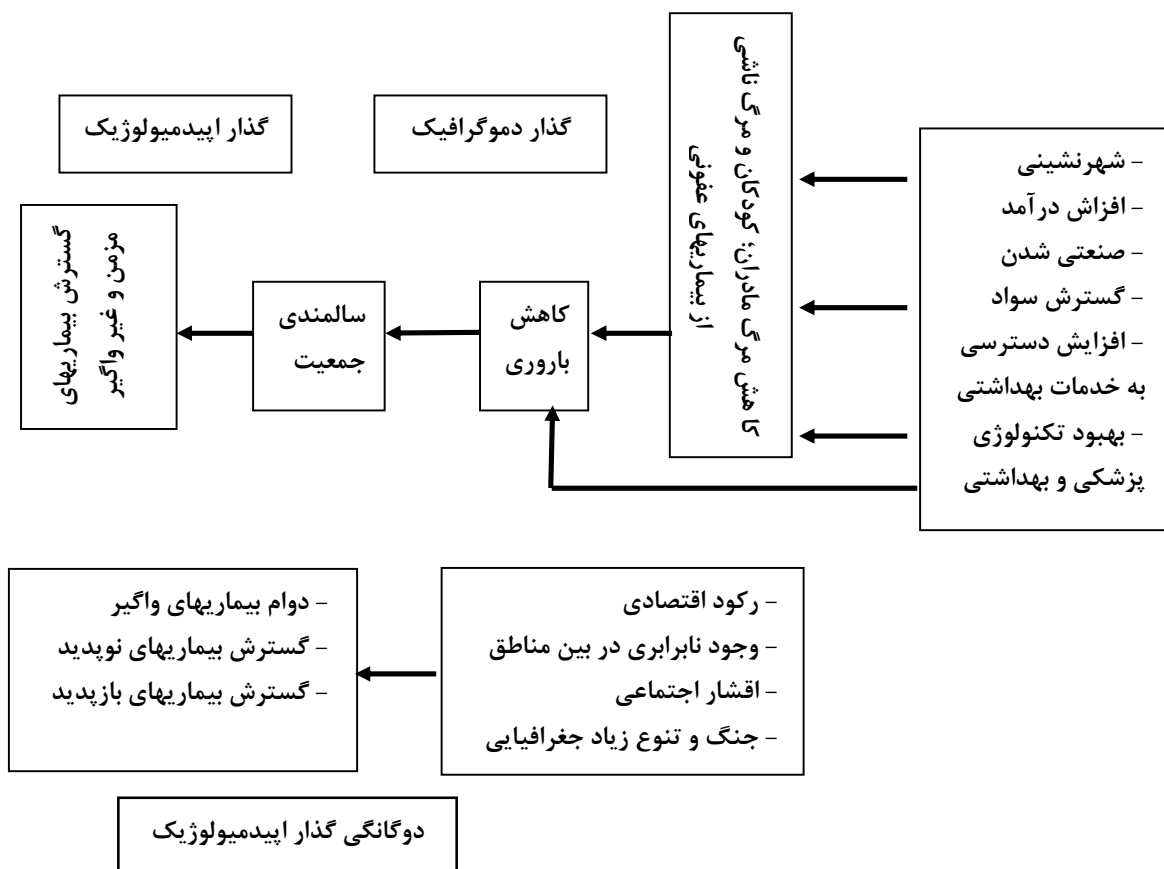 گذار اپیدمیولوژیک
گذار دموگرافیک
– شهرنشینی
– افزاش درآمد
– صنعتی شدن
– گسترش سواد
– افزایش دسترسی
به خدمات بهداشتی
– بهبود تکنولوژی
پزشکی و بهداشتی
کا هش مرگ مادران؛ کودکان و مرگ ناشی
از بیماریهای عفونی
کاهش
باروری
سالمندی
جمعیت
گسترش بیماریهای
مزمن و غیر واگیر
– رکود اقتصادی
– وجود نابرابری در بین مناطق
– اقشار اجتماعی
– جنگ و تنوع زیاد جغرافیایی
– دوام بیماریهای واگیر
– گسترش بیماریهای نوپدید
– گسترش بیماریهای بازپدید
دوگانگی گذار اپیدمیولوژیک